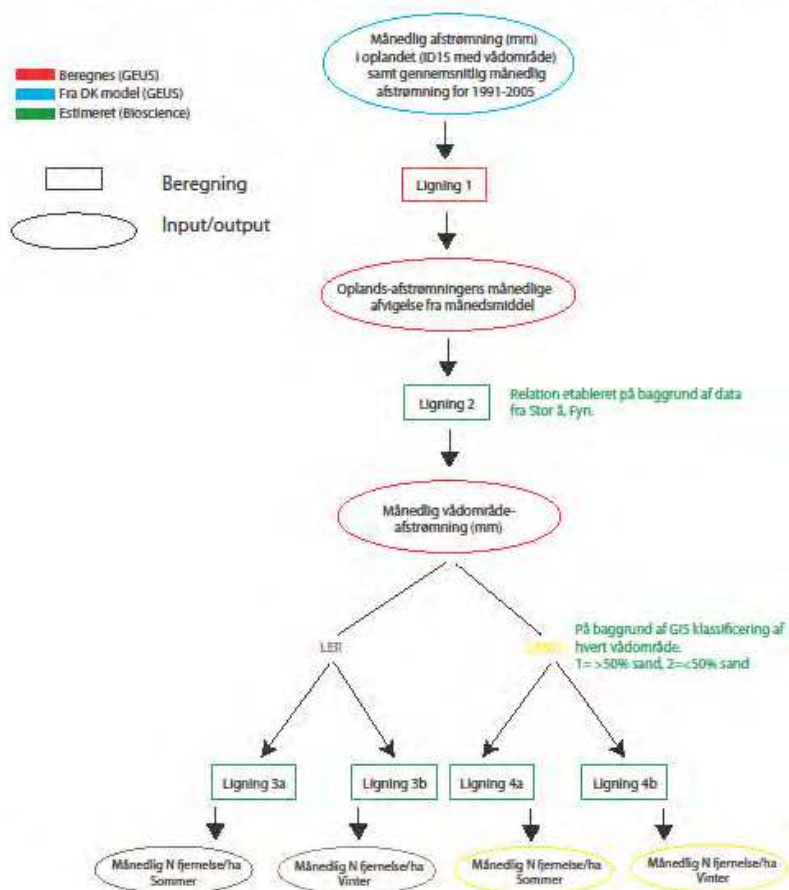 Månedlig afstrømning (mm)
i oplandet (ID15 med vådområde)
samt gennemsnitlig månedlig
afstrømning for 1991-2005
Beregnes (GEUS)
Fra DK model (GEUS)
Estimeret (Bioscience)
Beregning
Input/output
Ligning 1
Oplands-afstrømningens månedlige
afvigelse fra månedsmiddel
Ligning 2
Relation etableret på baggrund af data
fra Stor å, Fyn.
Månedlig vådområde-
afstrømning (mm)
LER
SAND
På baggrund af GIS klassificering af
hvert vådområde.
1= >50% sand, 2=<50% sand
Ligning 3a
Ligning 3b
Ligning 4a
Ligning 4b
Månedlig N fjernelse/ha
Sommer
Månedlig N fjernelse/ha
Vinter
Månedlig N fjernelse/ha
Sommer
Månedlig N fjernelse/ha
Vinter